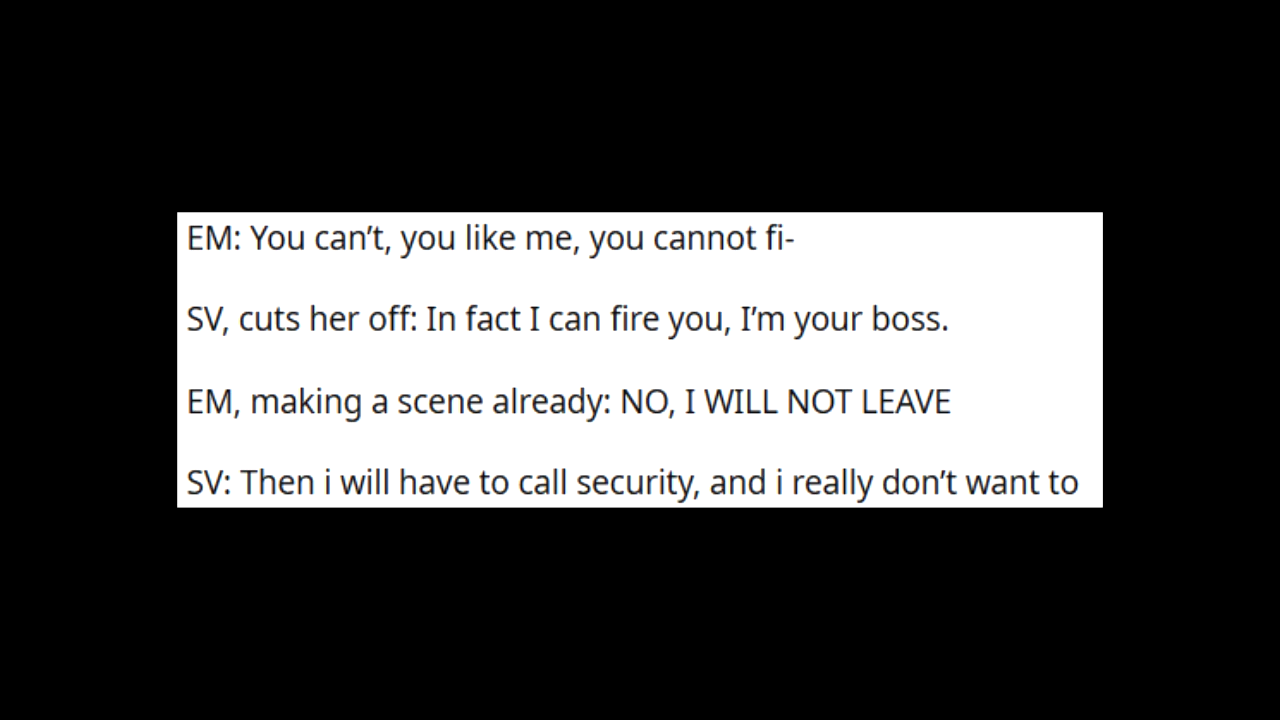 EM: You can’t, you like me, you cannot fi-
SV, cuts her off: In fact I can fire you, I’m your boss.
EM, making a scene already: NO, I WILL NOT LEAVE
SV: Then i will have to call security, and i really don’t want to